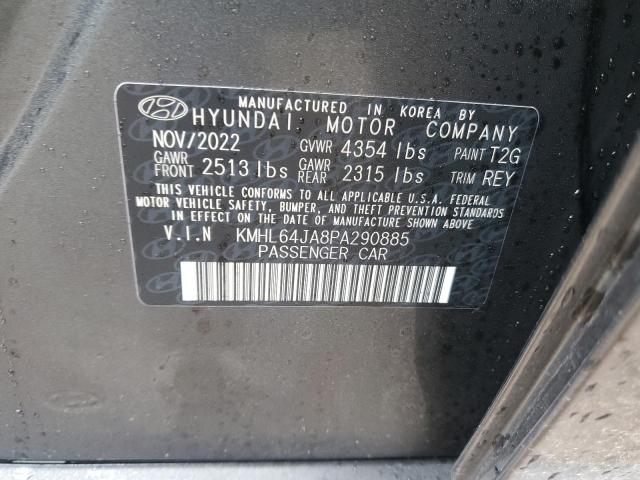 MANUFACTURED IN KOREA BY
HYUNDAI MOTOR COMPANY
NOV/2022 GVWR 4354 lbs PAINT T2G
GAWR FRONT 2513 lbs GAWR REAR 2315 lbs TRIM REY
THIS VEHICLE CONFORMS TO ALL APPLICABLE U.S.A. FEDERAL
MOTOR VEHICLE SAFETY, BUMPER, AND THEFT PREVENTION STANDARDS
IN EFFECT ON THE DATE OF MANUFACTURE SHOWN ABOVE.
V.I.N KMHL64JA8PA290885
PASSENGER CAR